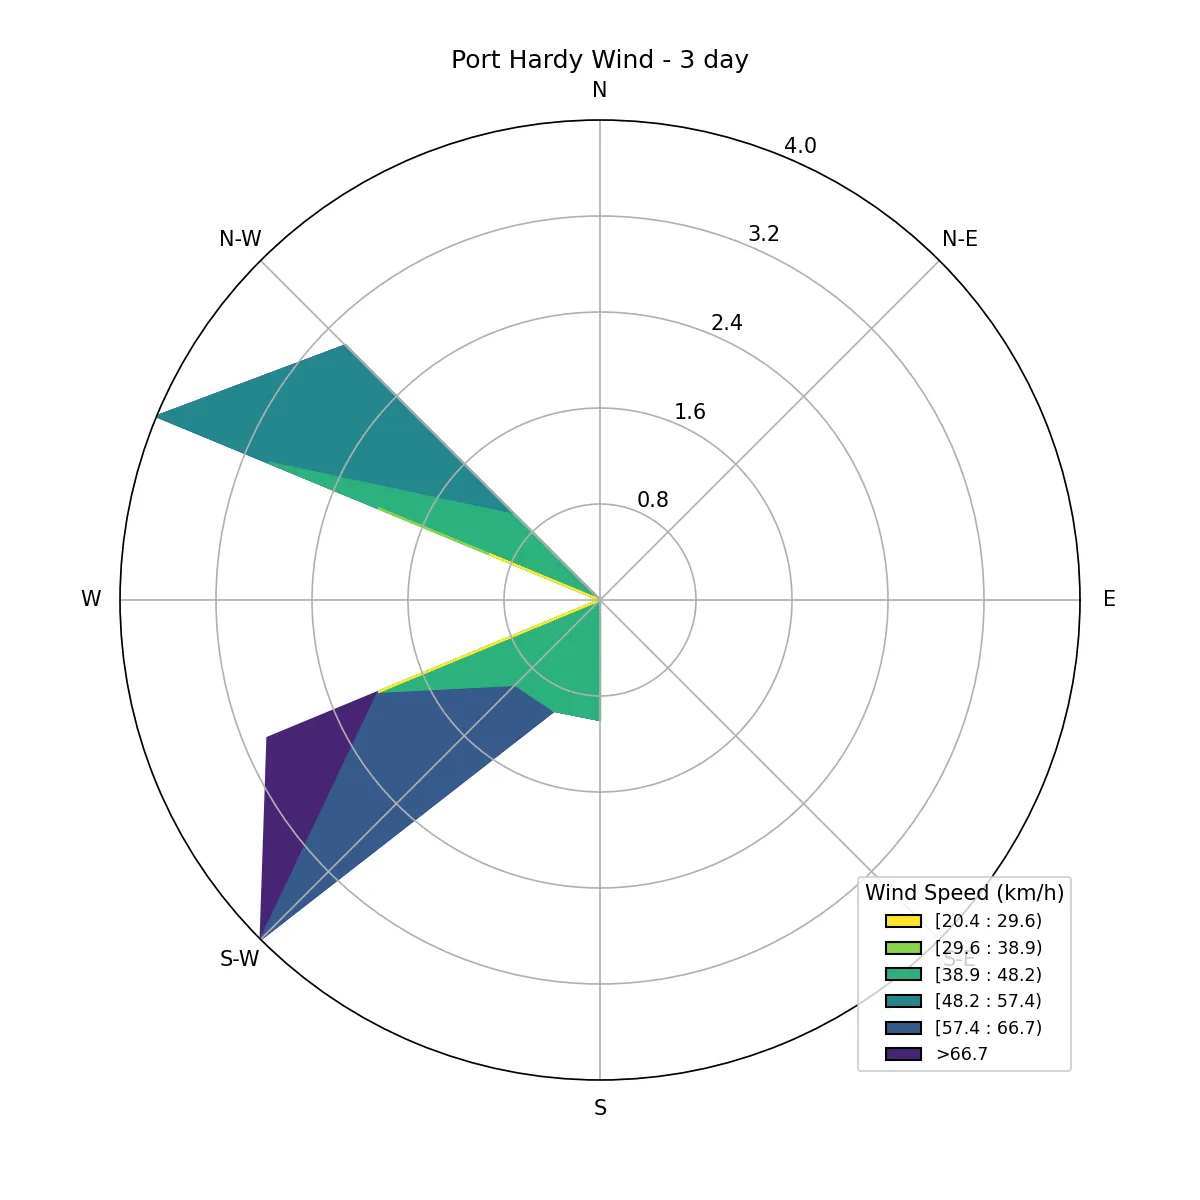 Port Hardy Wind - 3 day
N
4.0
N-W
N-E
3.2
2.4
1.6
0.8
W
E
S-W
S-E
Wind Speed (km/h)
[20.4 : 29.6)
[29.6 : 38.9)
[38.9 : 48.2)
[48.2 : 57.4)
[57.4 : 66.7)
>66.7
S